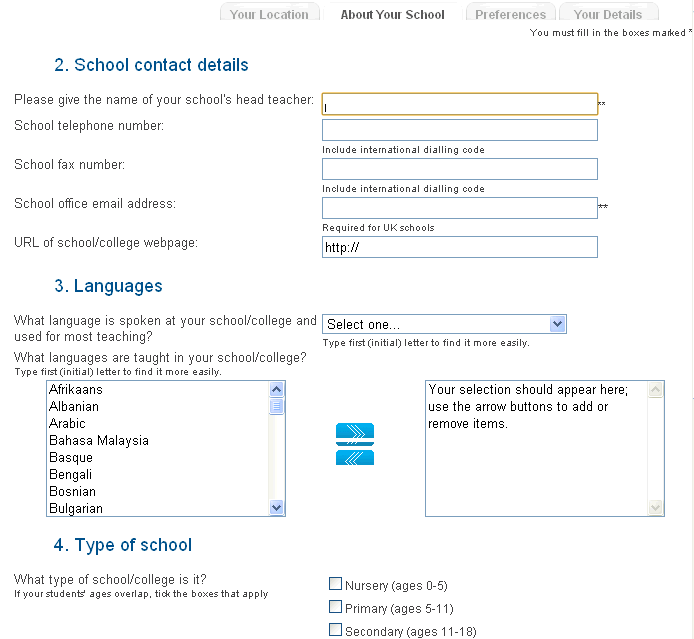 Your Location About Your School Preferences Your Details
You must fill in the boxes marked *
2. School contact details
Please give the name of your school's head teacher: **
School telephone number:
Include international dialling code
School fax number:
Include international dialling code
School office email address: **
Required for UK schools
URL of school/college webpage: http://
3. Languages
What language is spoken at your school/college and Select one...
used for most teaching?
Type first (initial) letter to find it more easily.
What languages are taught in your school/college?
Type first (initial) letter to find it more easily.
Afrikaans
Albanian
Arabic
Bahasa Malaysia
Basque
Bengali
Bosnian
Bulgarian
Your selection should appear here;
use the arrow buttons to add or
remove items.
4. Type of school
What type of school/college is it?
If your students' ages overlap, tick the boxes that apply
Nursery (ages 0-5)
Primary (ages 5-11)
Secondary (ages 11-18)